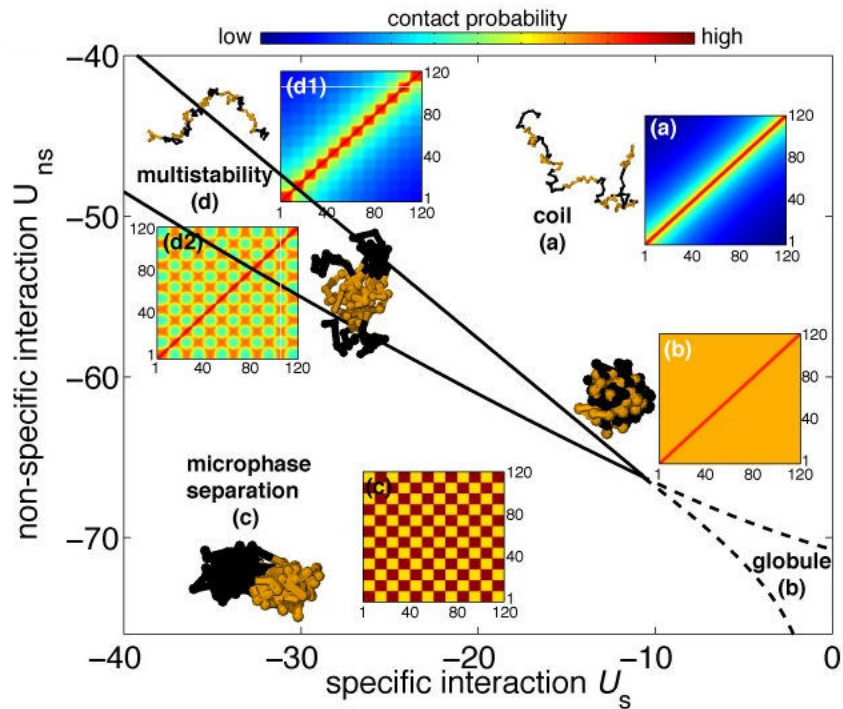 contact probability
low high
−40
−50
−60
−70
non-specific interaction U_ns
(d1)
120
80
40
1
1 40 80 120
multistability
(d)
(d2)
120
80
40
1
1 40 80 120
coil
(a)
(a)
120
80
40
1
1 40 80 120
(b)
120
80
40
1
1 40 80 120
microphase
separation
(c)
(c)
120
80
40
1
1 40 80 120
globule
(b)
−40 −30 −20 −10 0
specific interaction U_s